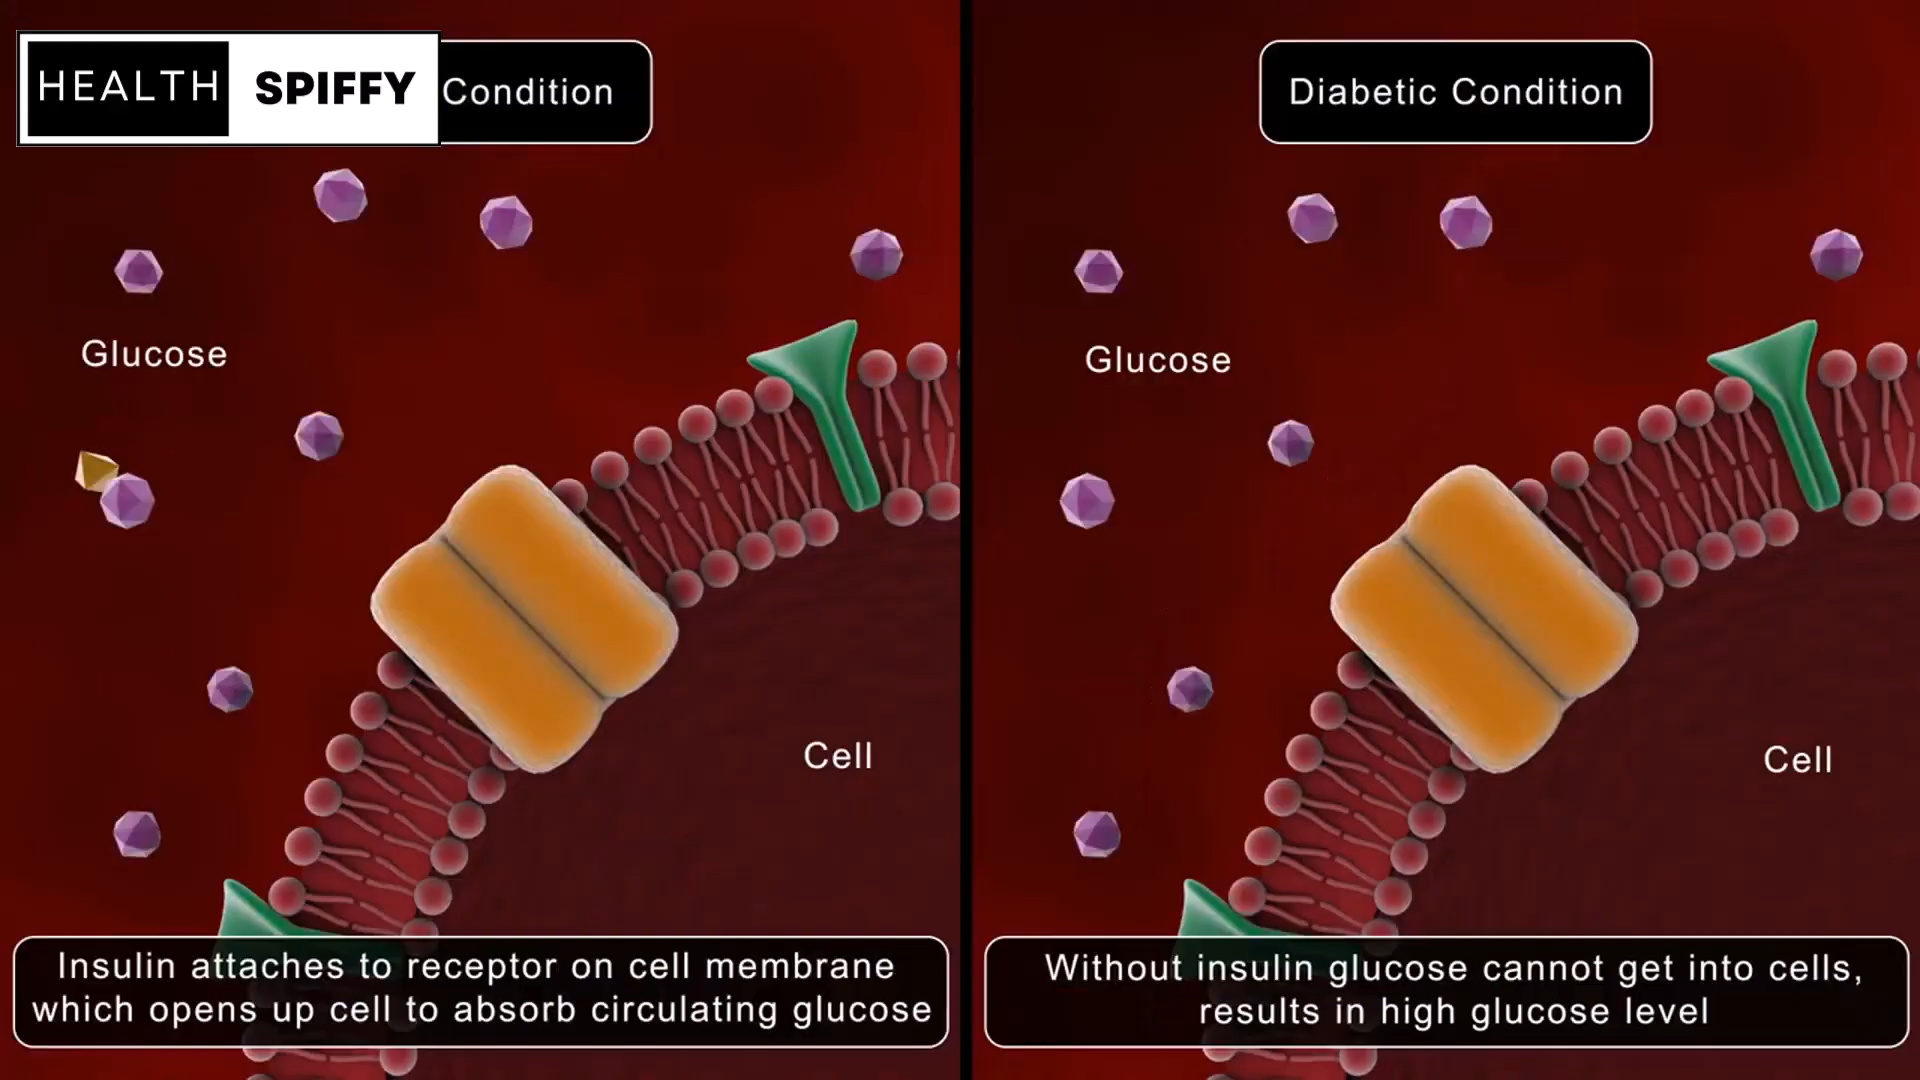 HEALTH SPIFFY
Condition
Glucose
Cell
Insulin attaches to receptor on cell membrane
which opens up cell to absorb circulating glucose
Diabetic Condition
Glucose
Cell
Without insulin glucose cannot get into cells,
results in high glucose level